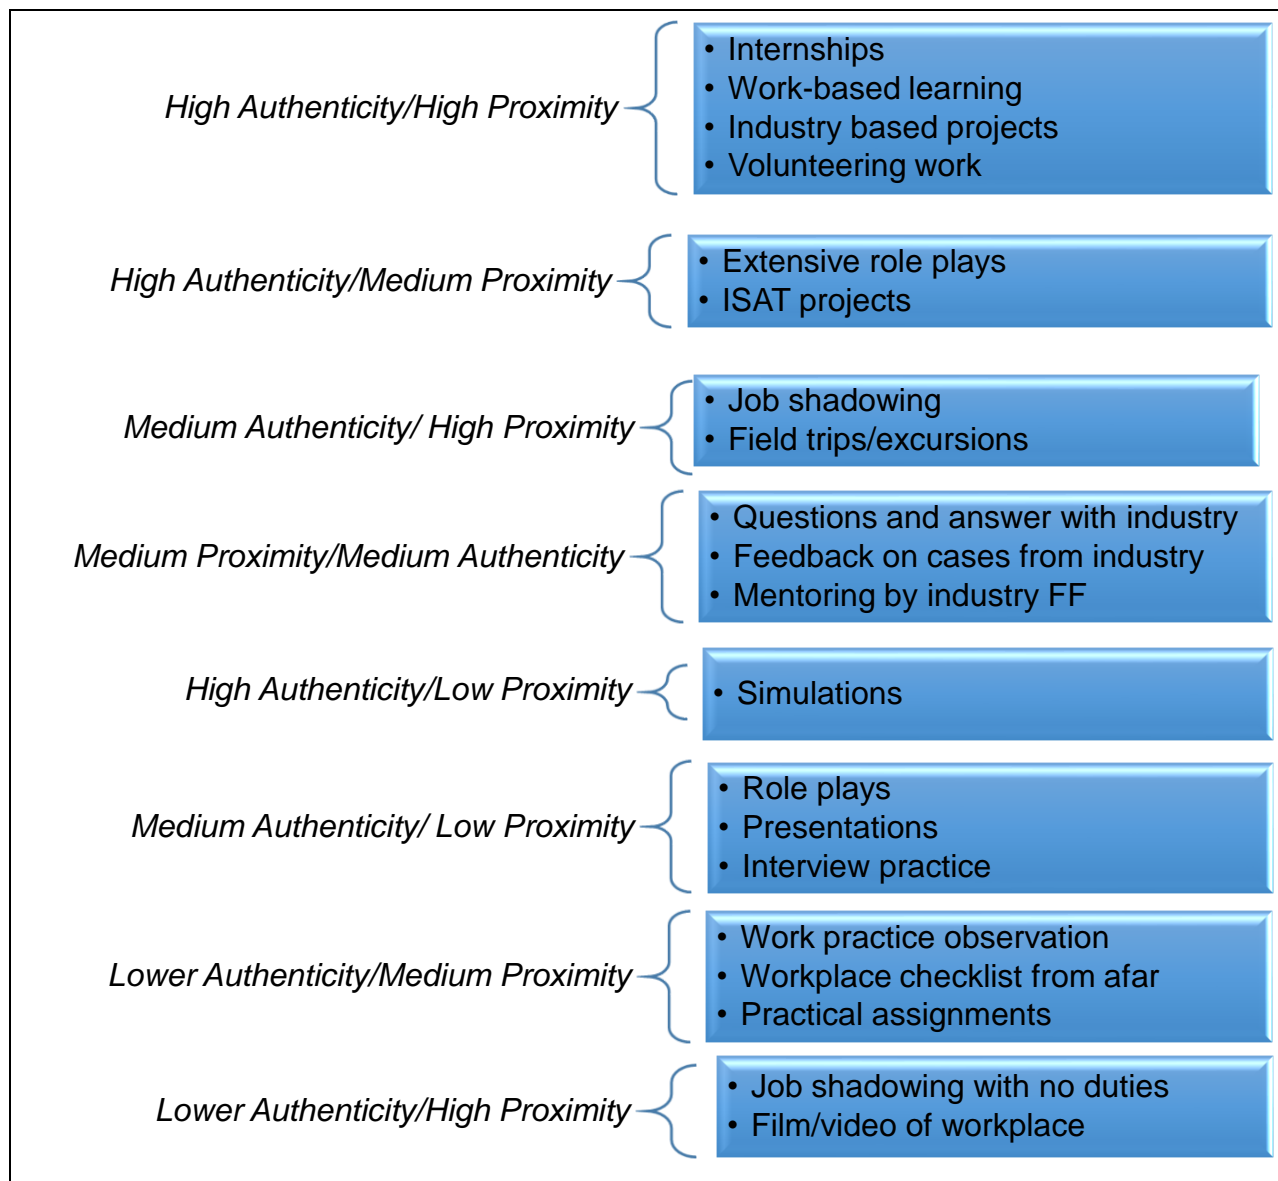 High Authenticity/High Proximity
• Internships
• Work-based learning
• Industry based projects
• Volunteering work
High Authenticity/Medium Proximity
• Extensive role plays
• ISAT projects
Medium Authenticity/ High Proximity
• Job shadowing
• Field trips/excursions
Medium Proximity/Medium Authenticity
• Questions and answer with industry
• Feedback on cases from industry
• Mentoring by industry FF
High Authenticity/Low Proximity
• Simulations
Medium Authenticity/ Low Proximity
• Role plays
• Presentations
• Interview practice
Lower Authenticity/Medium Proximity
• Work practice observation
• Workplace checklist from afar
• Practical assignments
Lower Authenticity/High Proximity
• Job shadowing with no duties
• Film/video of workplace